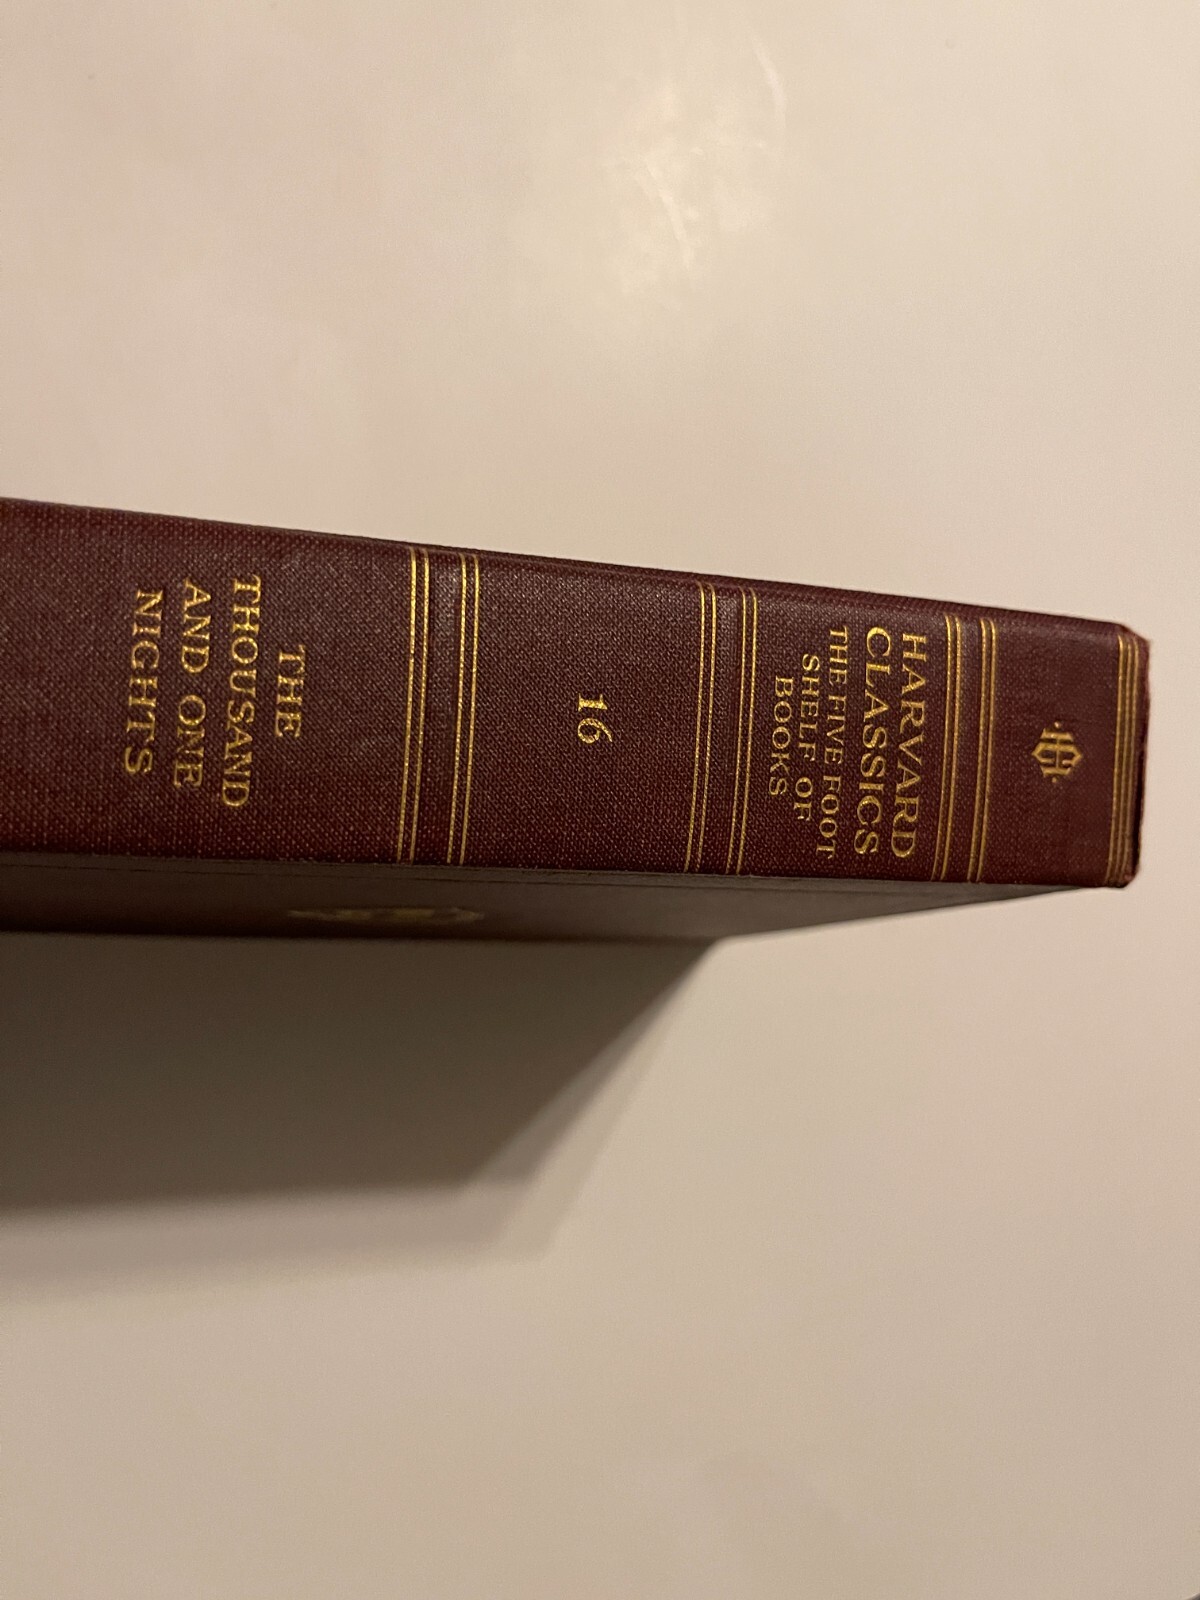 HARVARD
CLASSICS
THE FIVE FOOT
SHELF OF
BOOKS
16
THE
THOUSAND
AND ONE
NIGHTS